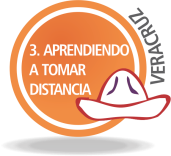 3. APRENDIENDO
A TOMAR
DISTANCIA
VERACRUZ